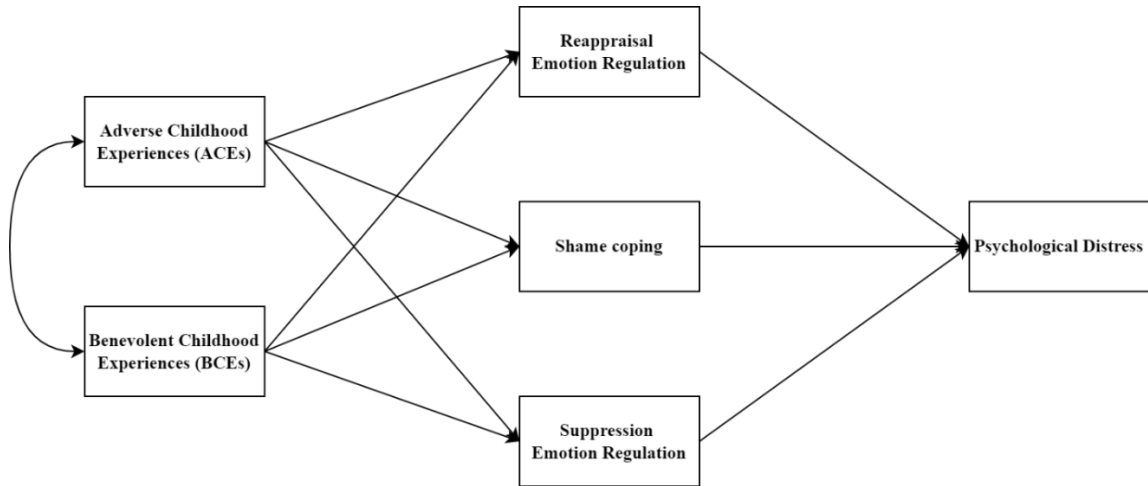 Reappraisal
Emotion Regulation
Adverse Childhood
Experiences (ACEs)
Shame coping
Psychological Distress
Benevolent Childhood
Experiences (BCEs)
Suppression
Emotion Regulation